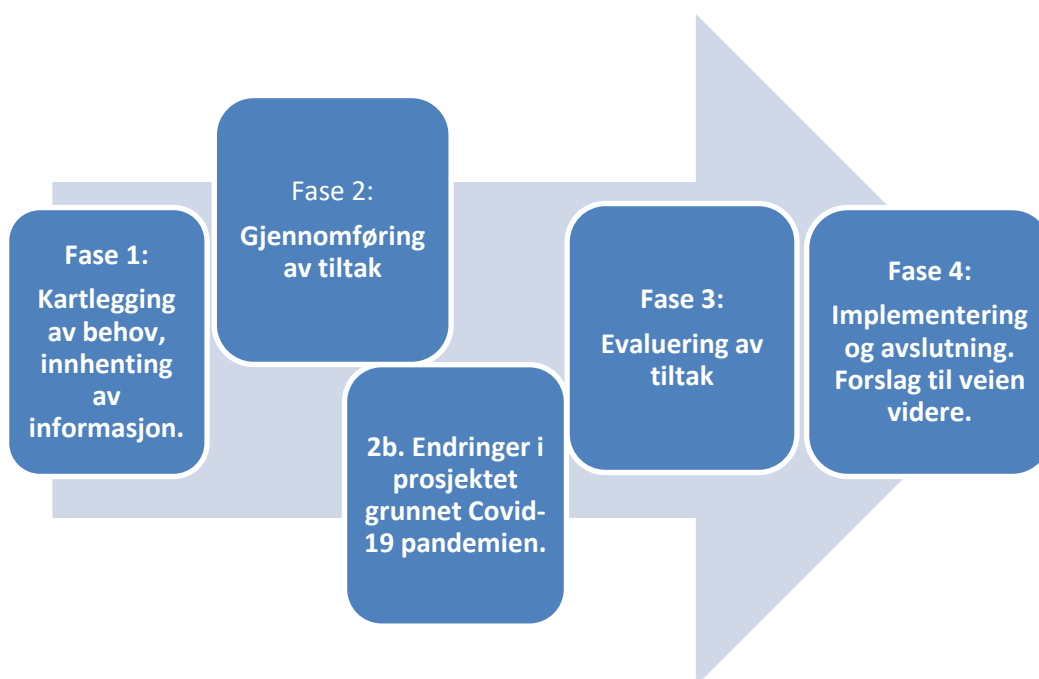 Fase 1:
Kartlegging
av behov,
innhenting
av
informasjon.
Fase 2:
Gjennomføring
av tiltak
2b. Endringer i
prosjektet
grunnet Covid-
19 pandemien.
Fase 3:
Evaluering av
tiltak
Fase 4:
Implementering
og avslutning.
Forslag til veien
videre.